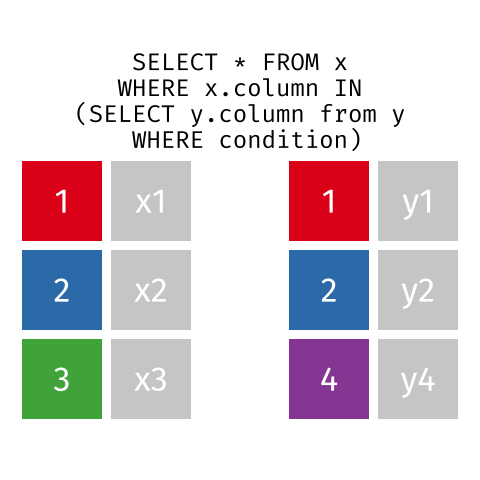 SELECT * FROM x
WHERE x.column IN
(SELECT y.column from y
WHERE condition)
1 x1 1 y1
2 x2 2 y2
3 x3 4 y4